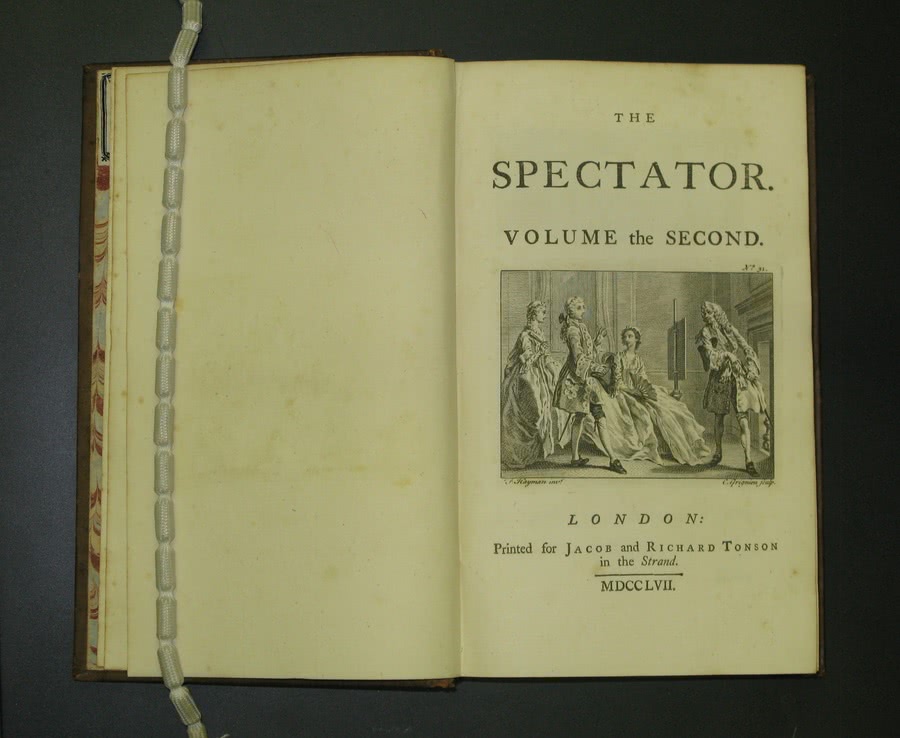 THE
SPECTATOR.
VOLUME the SECOND.
No. 91.
F. Hayman inv.t
C. Grignion sculp.
LONDON:
Printed for JACOB and RICHARD TONSON
in the Strand.
MDCCLVII.